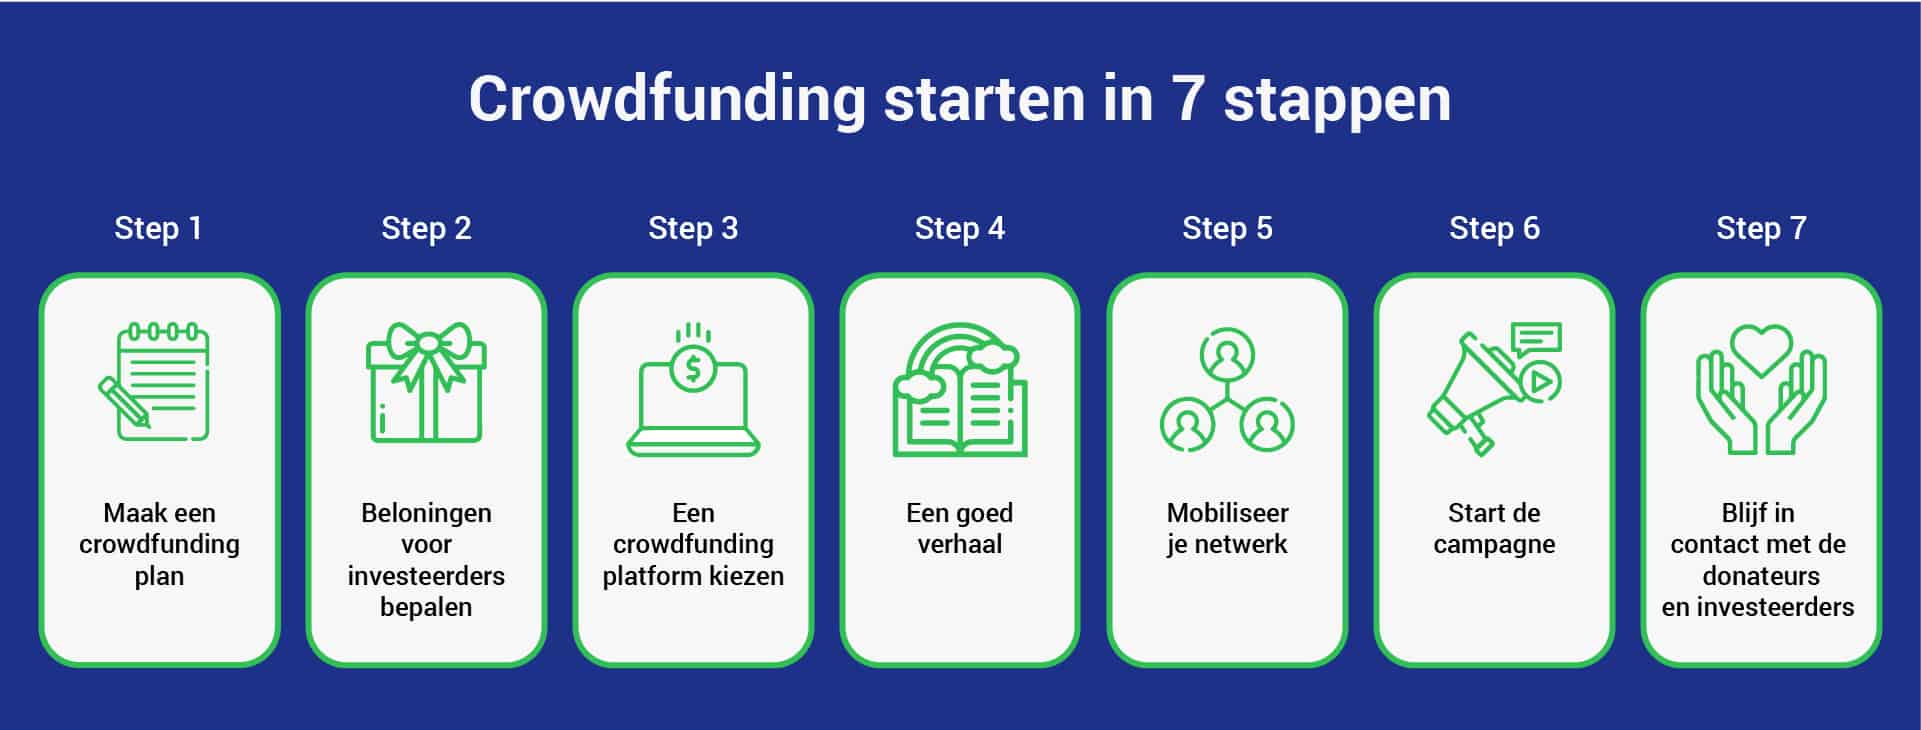 Crowdfunding starten in 7 stappen
Step 1
Maak een
crowdfunding
plan
Step 2
Beloningen
voor
investeerders
bepalen
Step 3
$
Een
crowdfunding
platform kiezen
Step 4
Een goed
verhaal
Step 5
Mobiliseer
je netwerk
Step 6
Start de
campagne
Step 7
Blijf in
contact met de
donateurs
en investeerders